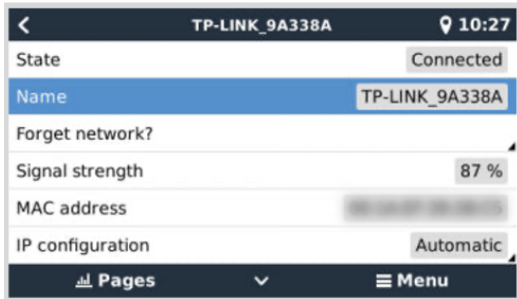 TP-LINK_9A338A 10:27
State Connected
Name TP-LINK_9A338A
Forget network?
Signal strength 87 %
MAC address
IP configuration Automatic
Pages Menu